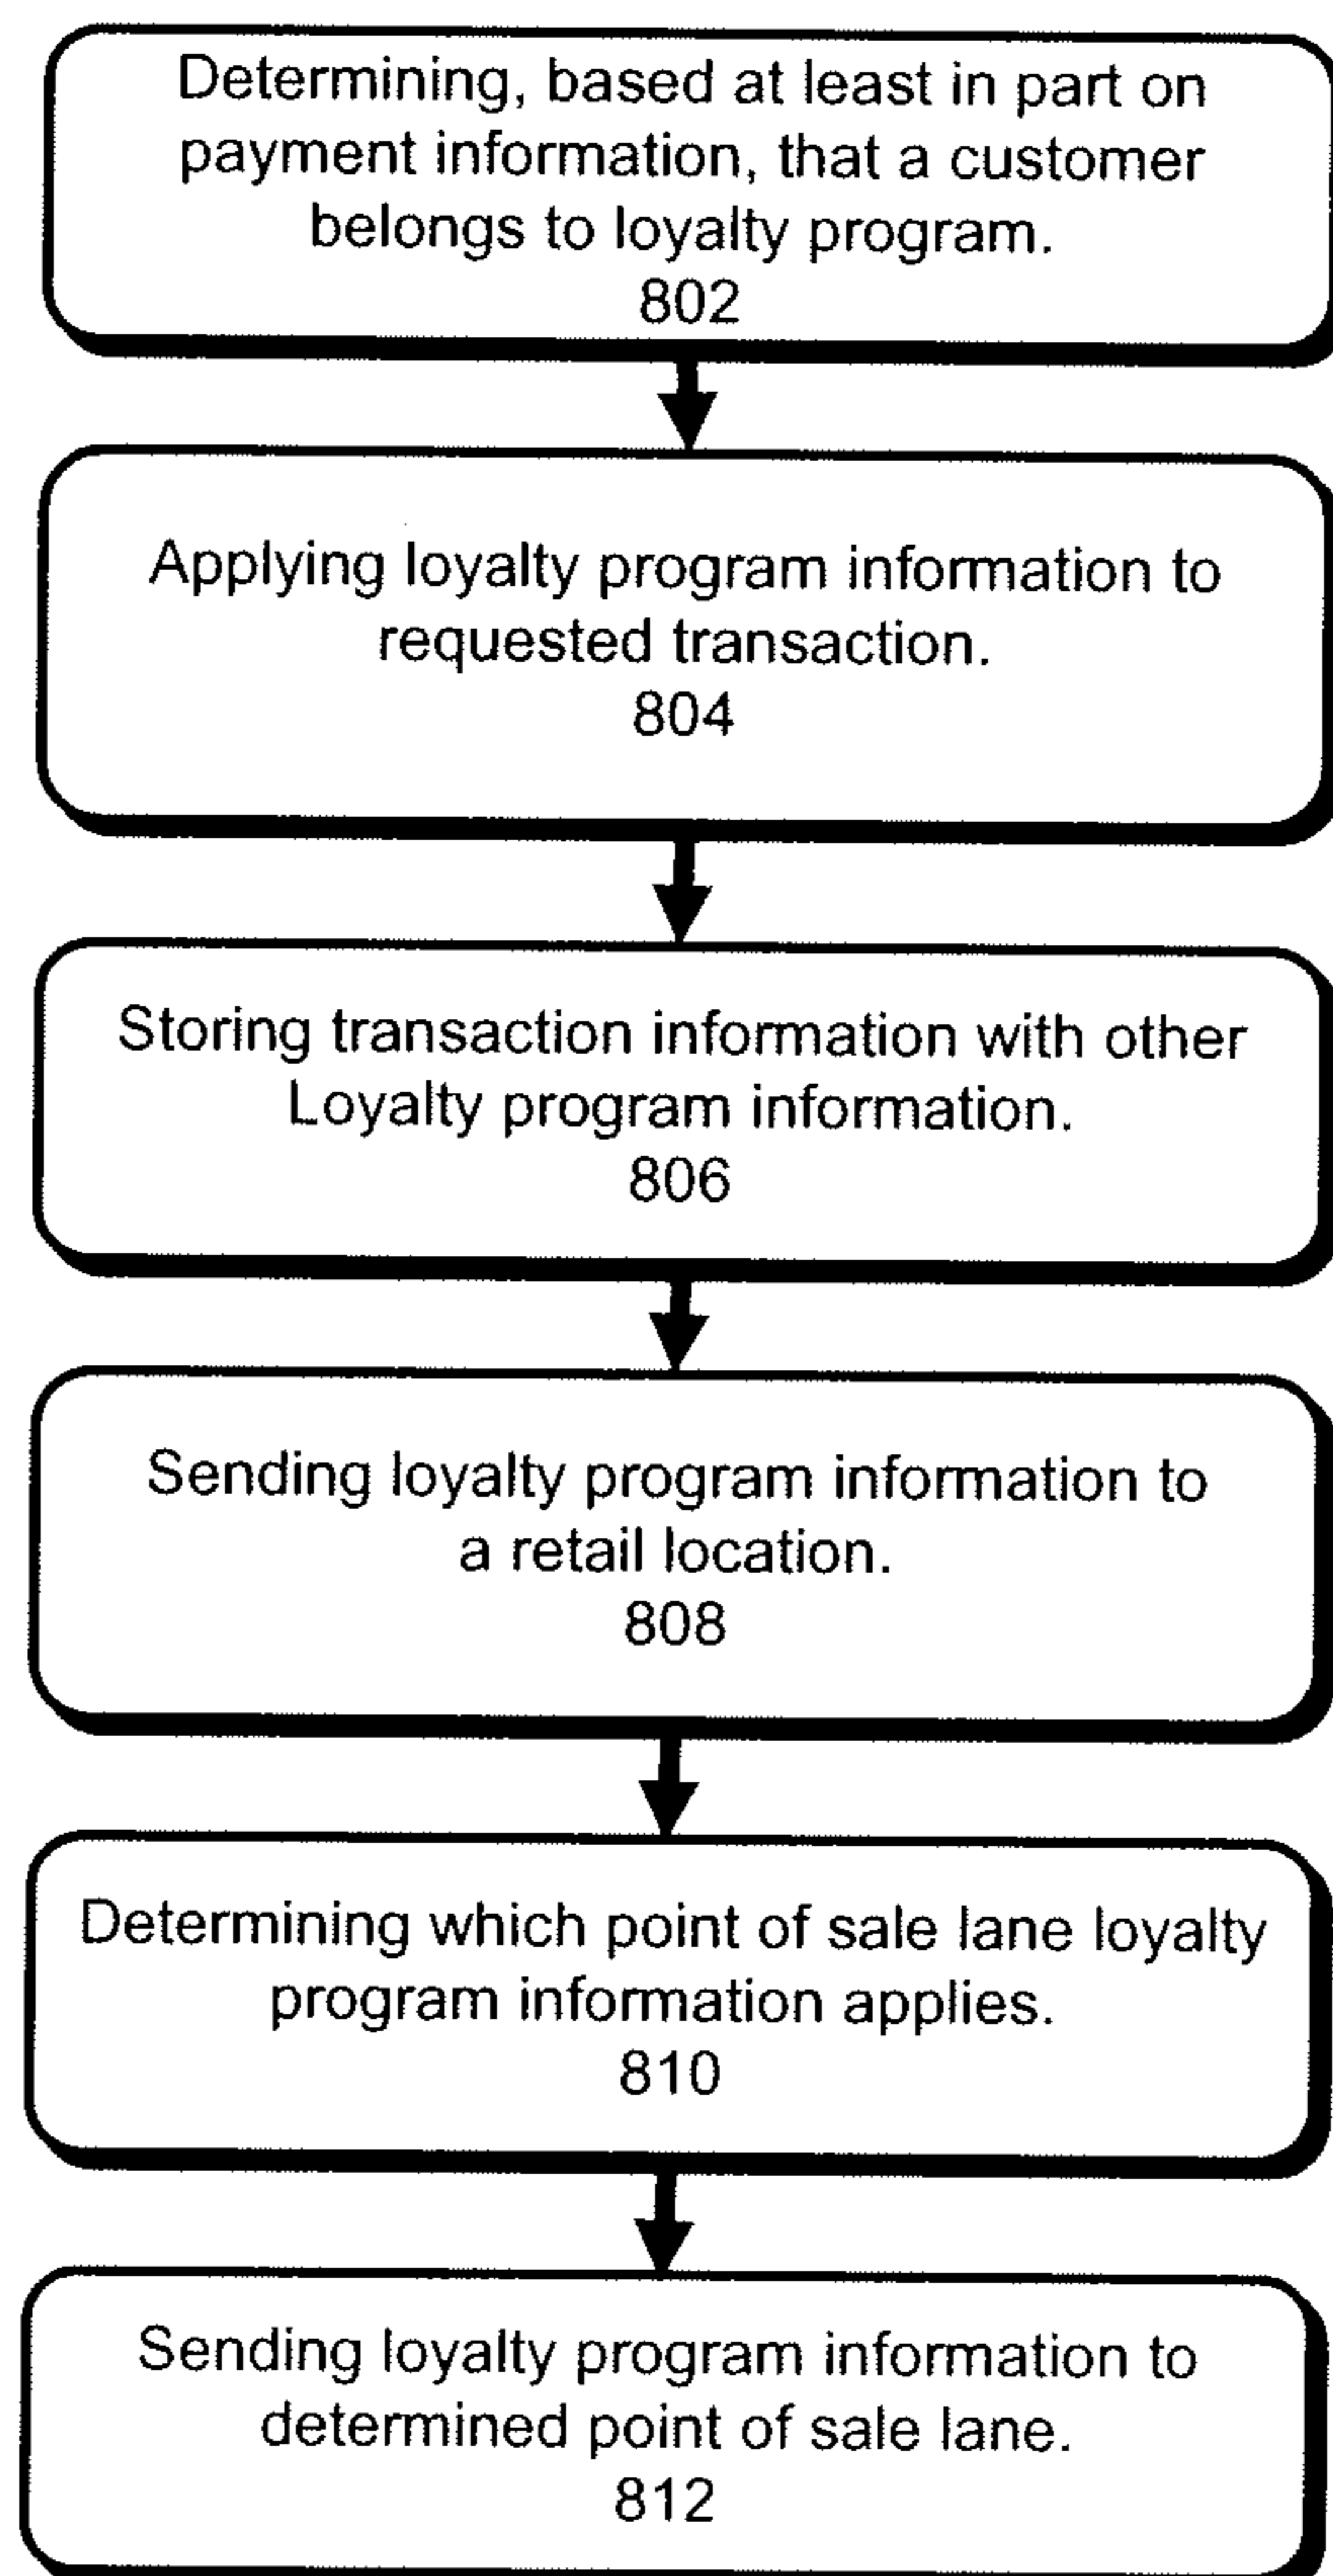 Determining, based at least in part on
payment information, that a customer
belongs to loyalty program.
802
Applying loyalty program information to
requested transaction.
804
Storing transaction information with other
Loyalty program information.
806
Sending loyalty program information to
a retail location.
808
Determining which point of sale lane loyalty
program information applies.
810
Sending loyalty program information to
determined point of sale lane.
812